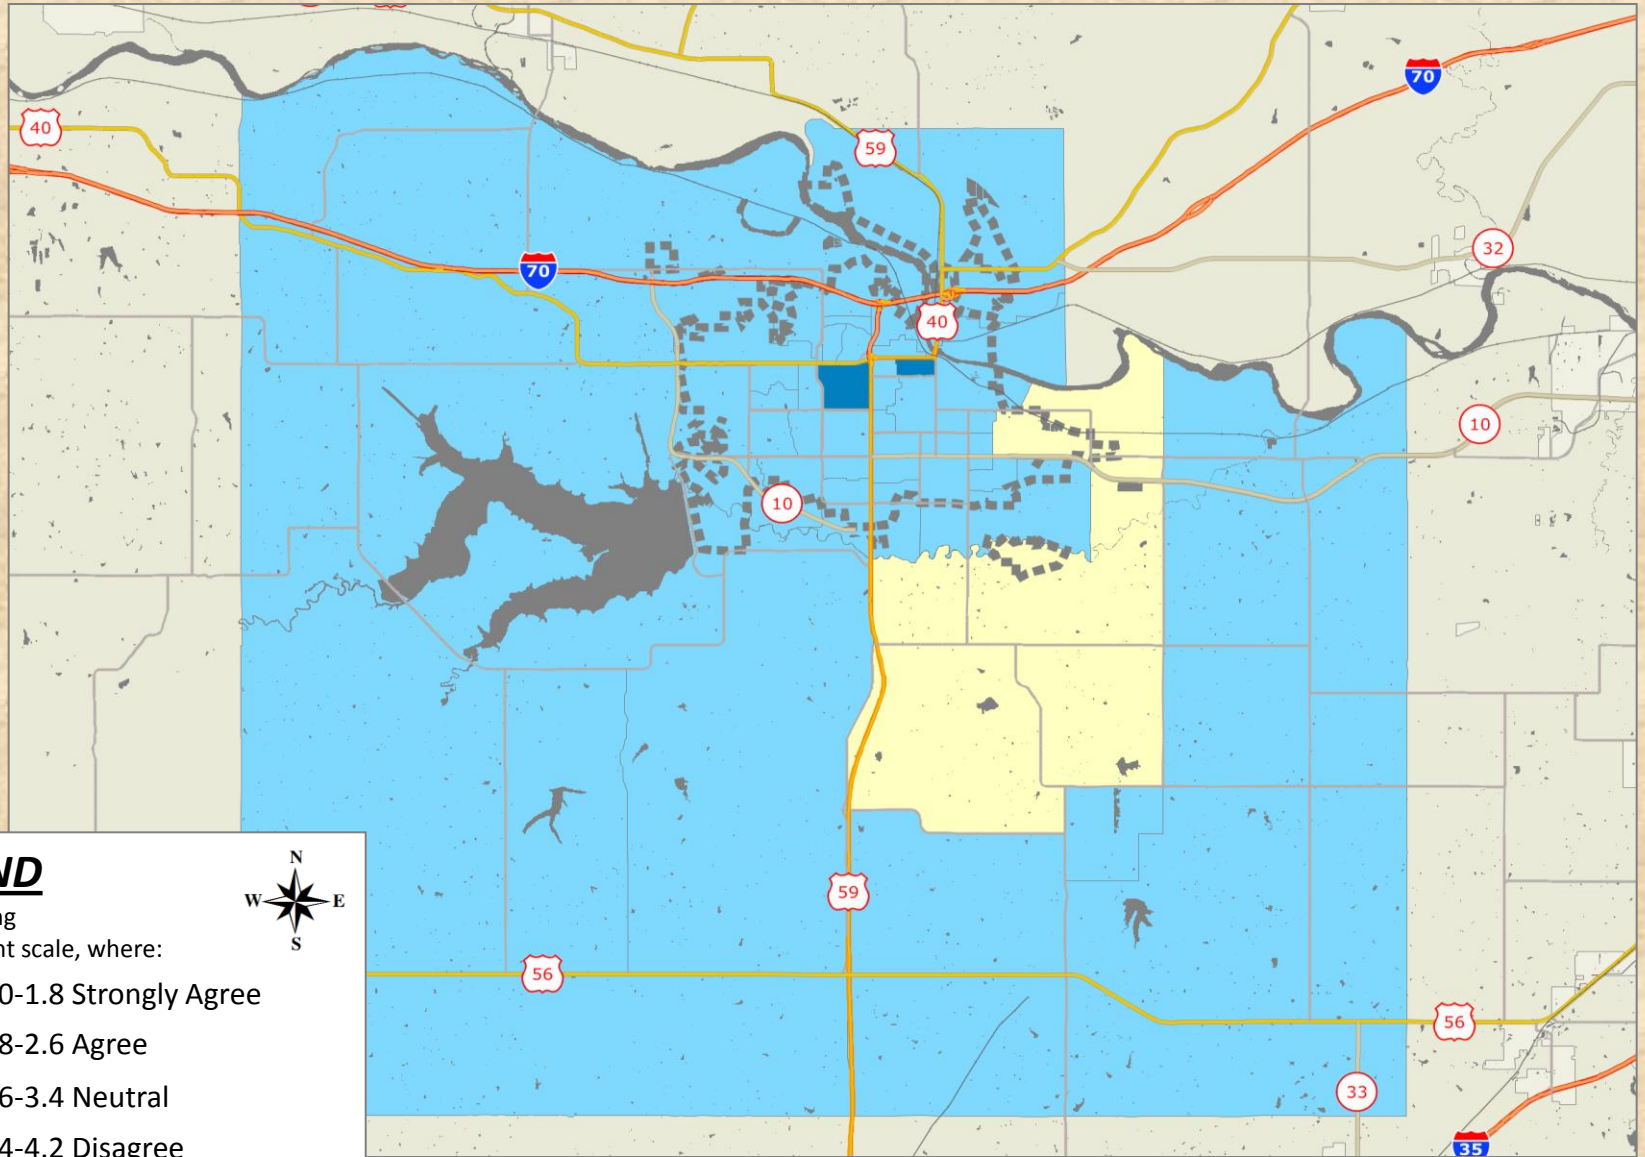 70
40
59
32
70
40
10
10
59
56
56
33
35
ND
N
W E
S
ng
nt scale, where:
0-1.8 Strongly Agree
8-2.6 Agree
6-3.4 Neutral
4-4.2 Disagree